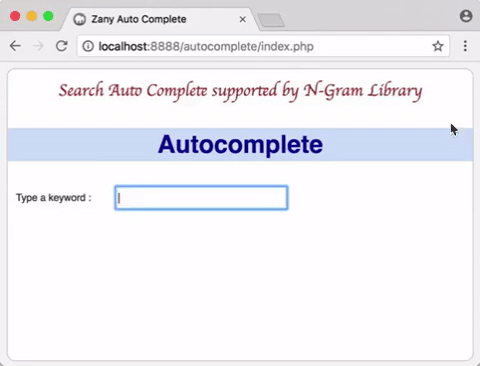 Zany Auto Complete
localhost:8888/autocomplete/index.php
Search Auto Complete supported by N-Gram Library
Autocomplete
Type a keyword :